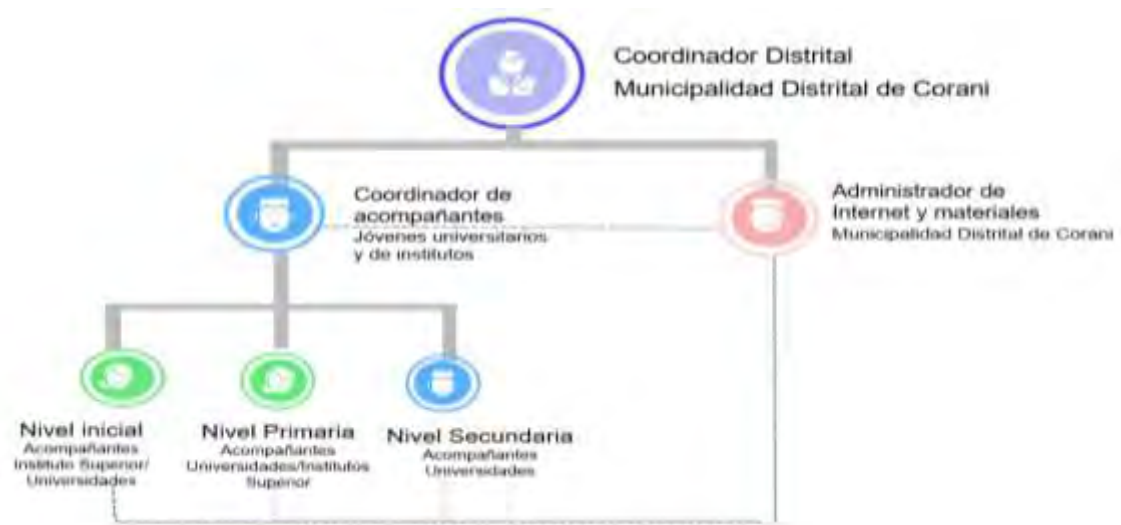 Coordinador Distrital
Municipalidad Distrital de Corani
Coordinador de
acompañantes
Jóvenes universitarios
y de institutos
Administrador de
Internet y materiales
Municipalidad Distrital de Corani
Nivel inicial
Acompañantes
Instituto Superior/
Universidades
Nivel Primaria
Acompañantes
Universidades/Institutos
Superior
Nivel Secundaria
Acompañantes
Universidades